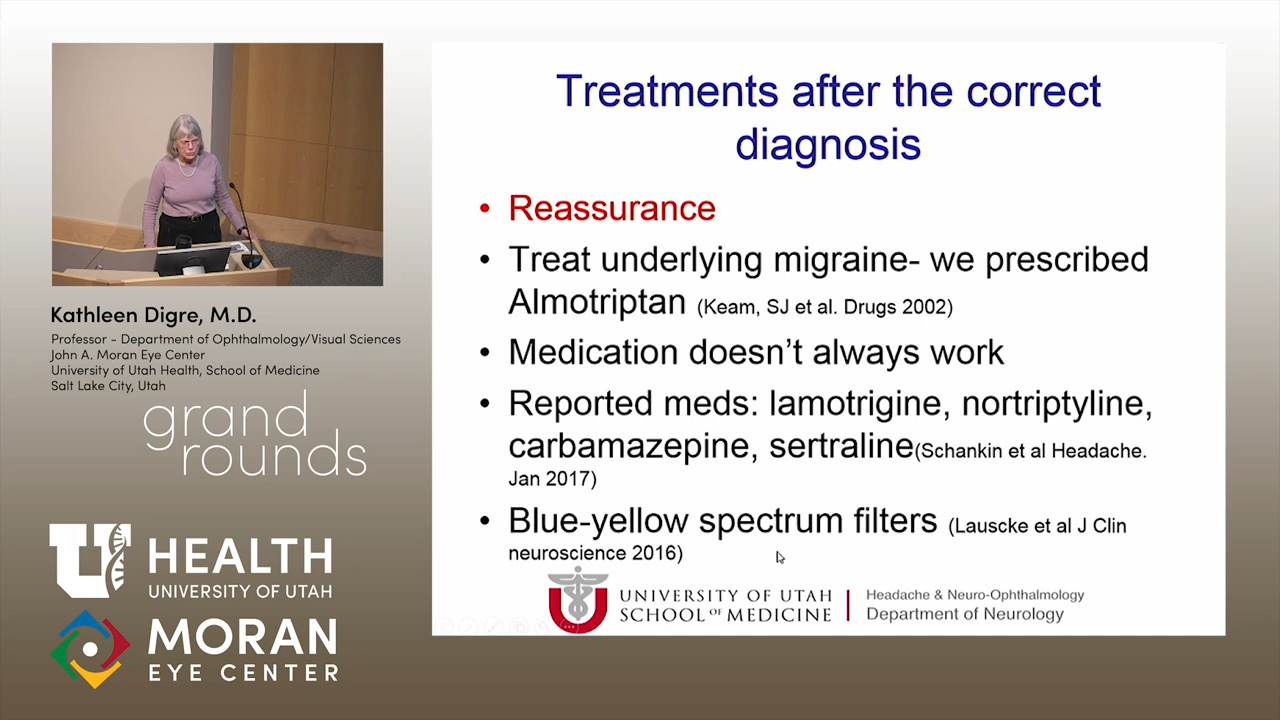 Kathleen Digre, M.D.
Professor - Department of Ophthalmology/Visual Sciences
John A. Moran Eye Center
University of Utah Health, School of Medicine
Salt Lake City, Utah
grand
rounds
U HEALTH
UNIVERSITY OF UTAH
MORAN
EYE CENTER
Treatments after the correct
diagnosis
• Reassurance
• Treat underlying migraine- we prescribed
Almotriptan (Keam, SJ et al. Drugs 2002)
• Medication doesn't always work
• Reported meds: lamotrigine, nortriptyline,
carbamazepine, sertraline(Schankin et al Headache.
Jan 2017)
• Blue-yellow spectrum filters (Lauscke et al J Clin
neuroscience 2016)
U UNIVERSITY OF UTAH
SCHOOL OF MEDICINE
Headache & Neuro-Ophthalmology
Department of Neurology